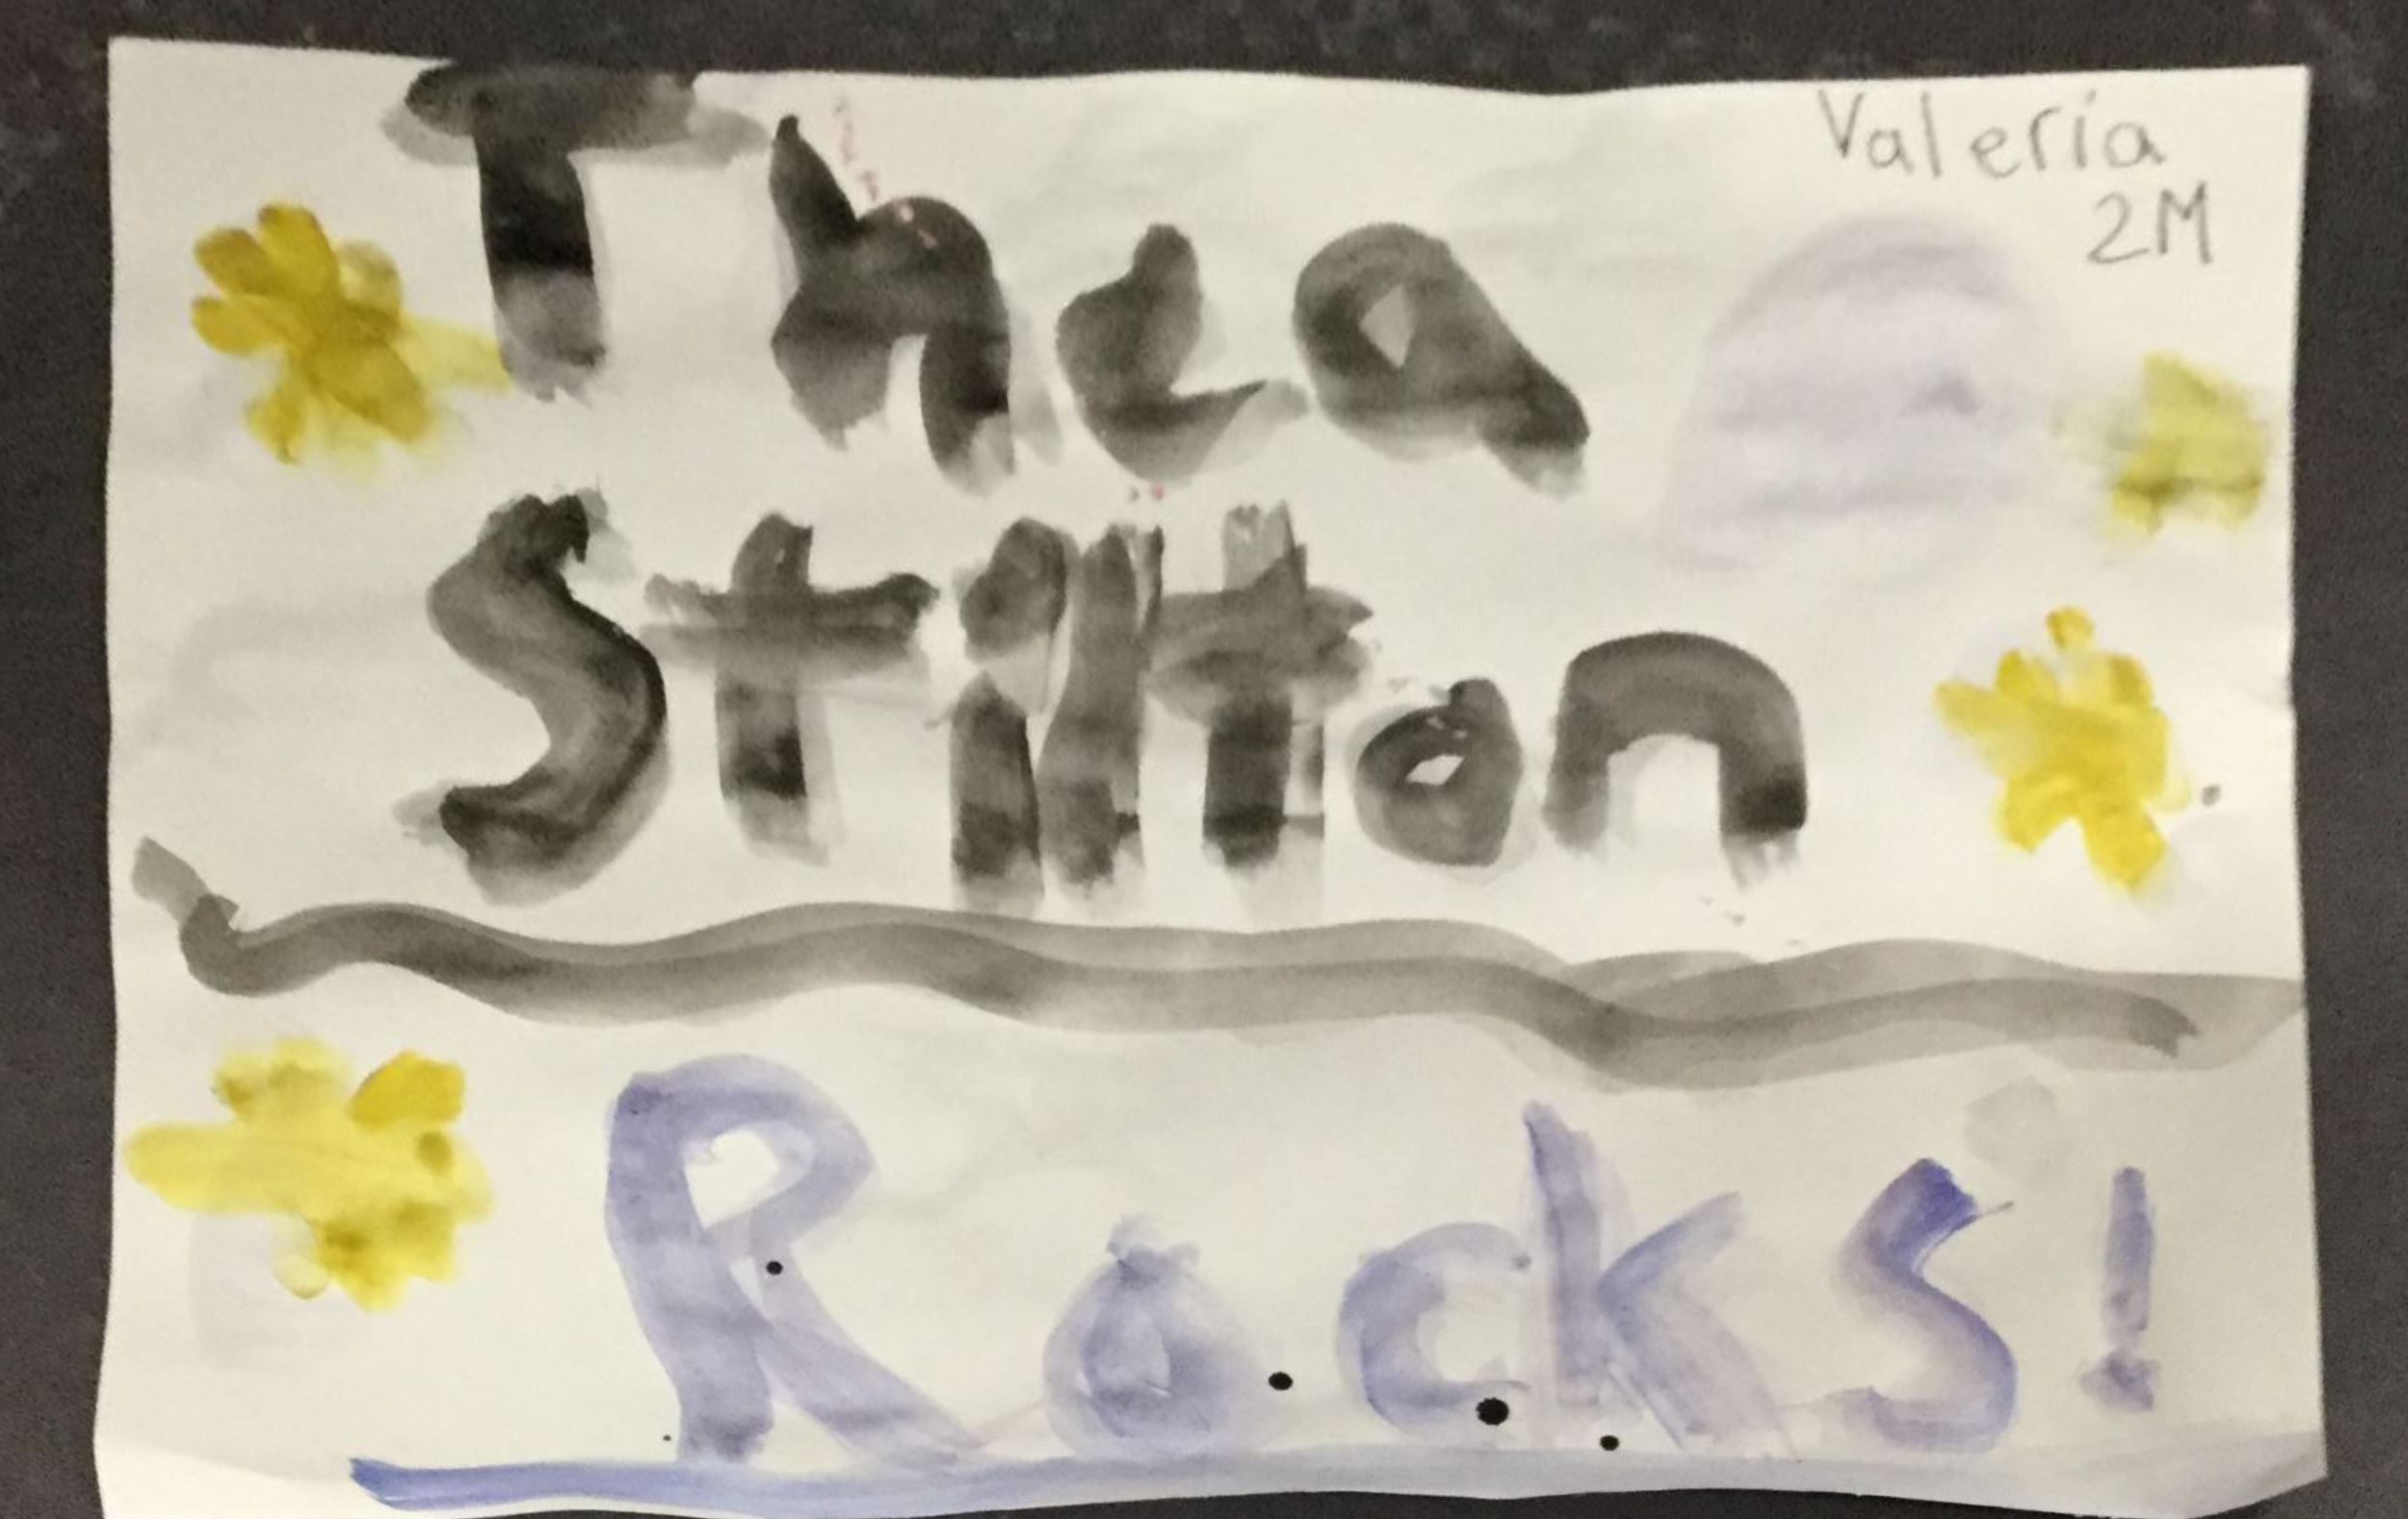 Valeria
2M
Thea
Stilton
Rocks!